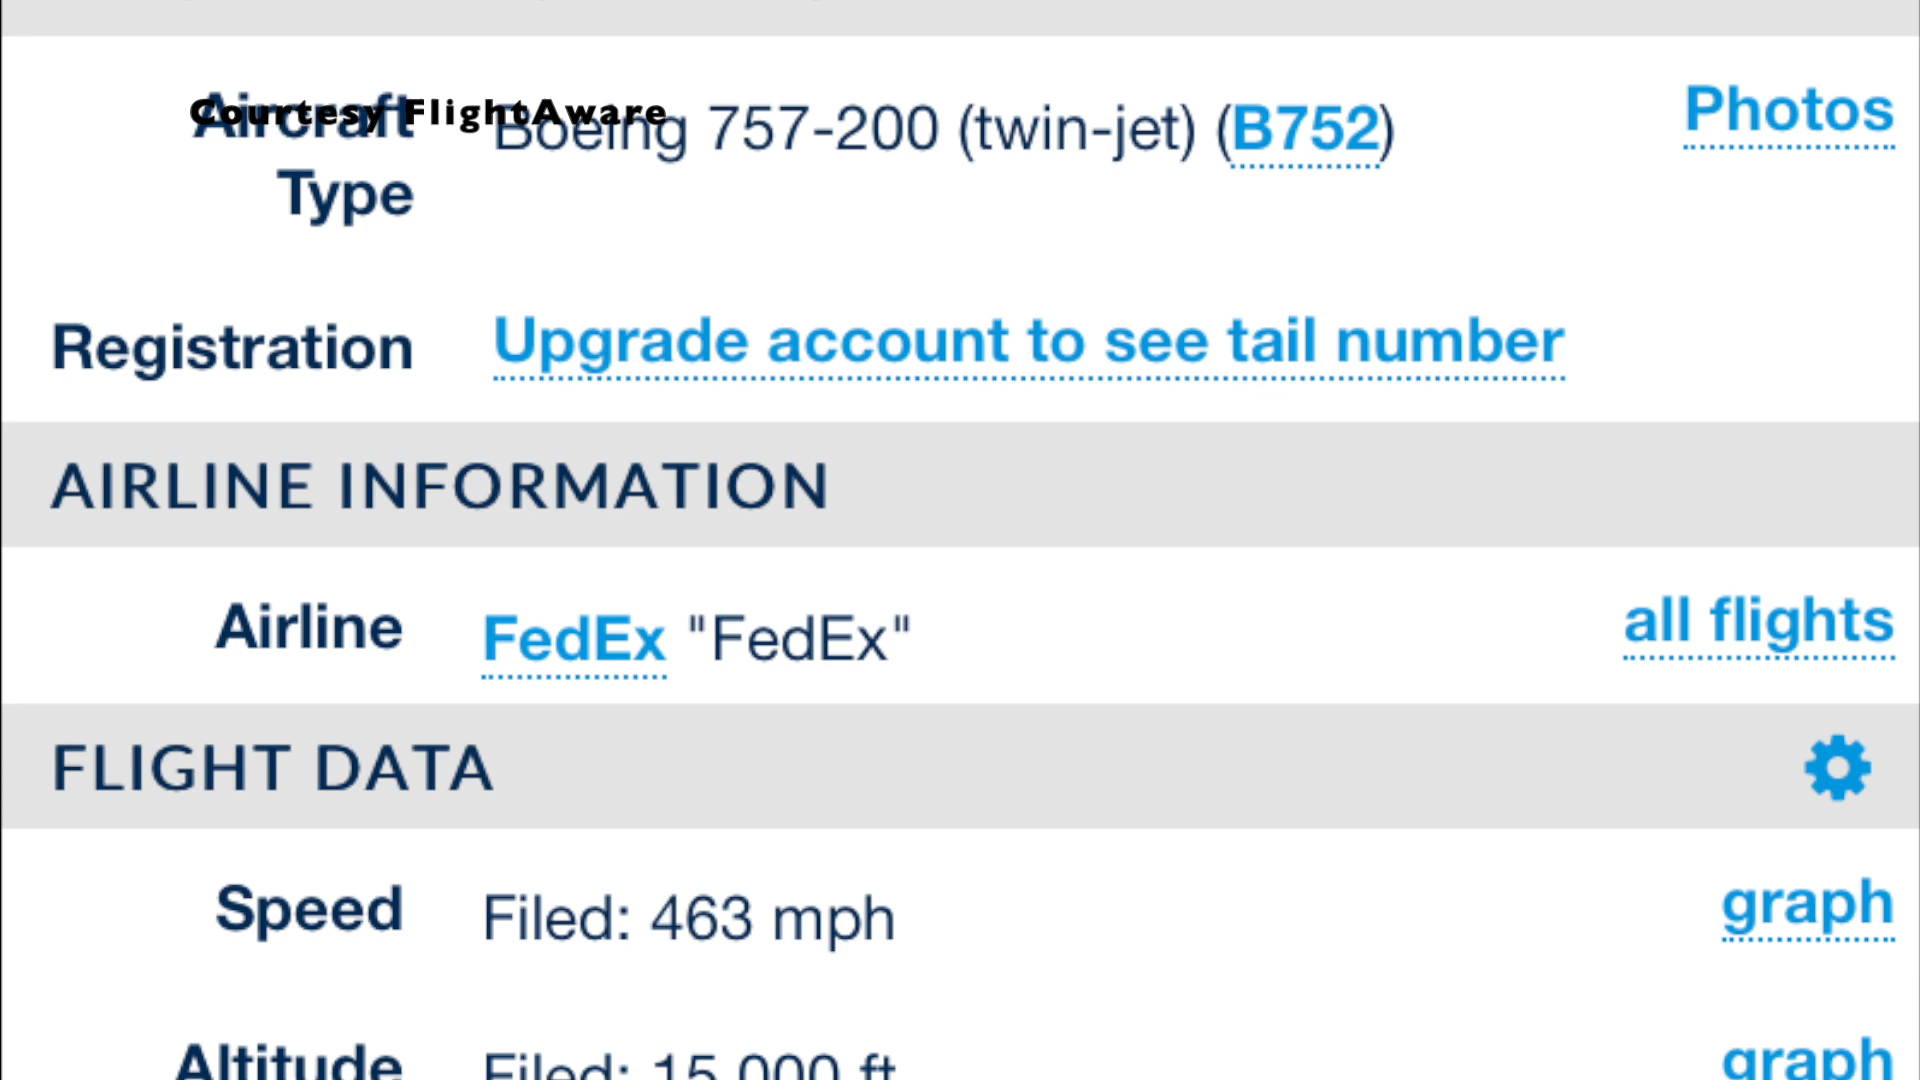 Courtesy FlightAware
Aircraft Type
Boeing 757-200 (twin-jet) (B752)
Photos
Registration
Upgrade account to see tail number
AIRLINE INFORMATION
Airline
FedEx "FedEx"
all flights
FLIGHT DATA
Speed
Filed: 463 mph
graph
Altitude
Filed: 15,000 ft
graph